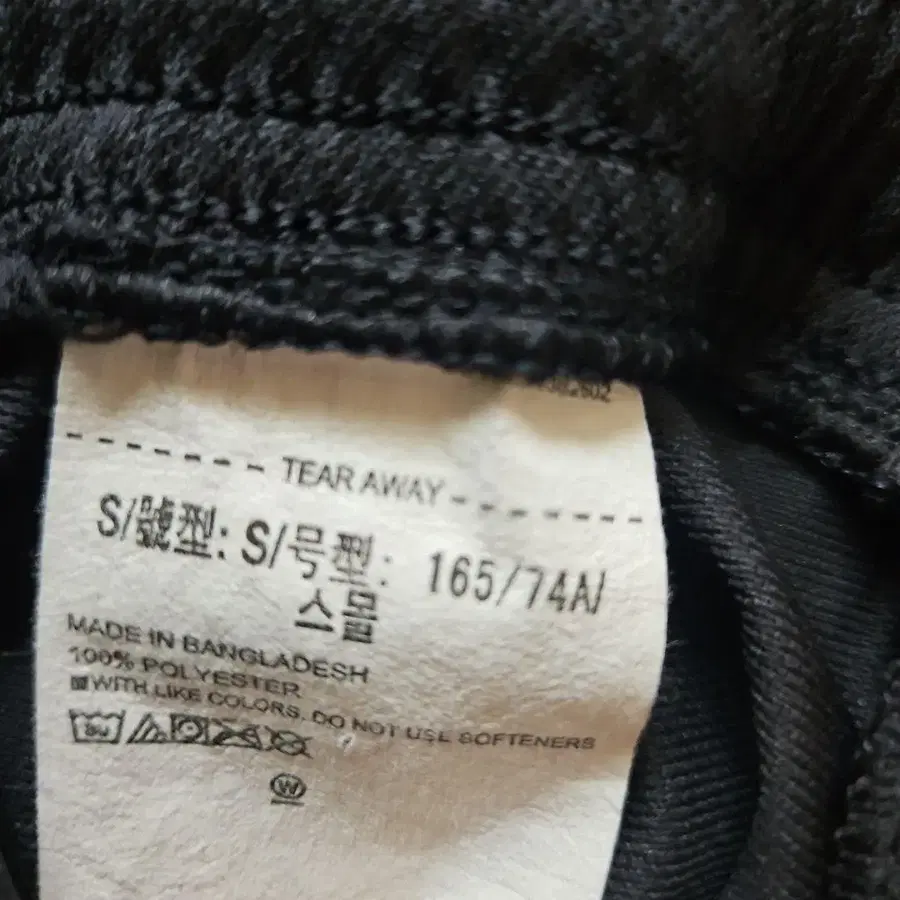 TEAR AWAY
S/號型: S/号型: 165/74A/
스몰
MADE IN BANGLADESH
100% POLYESTER
WITH LIKE COLORS. DO NOT USE SOFTENERS
W